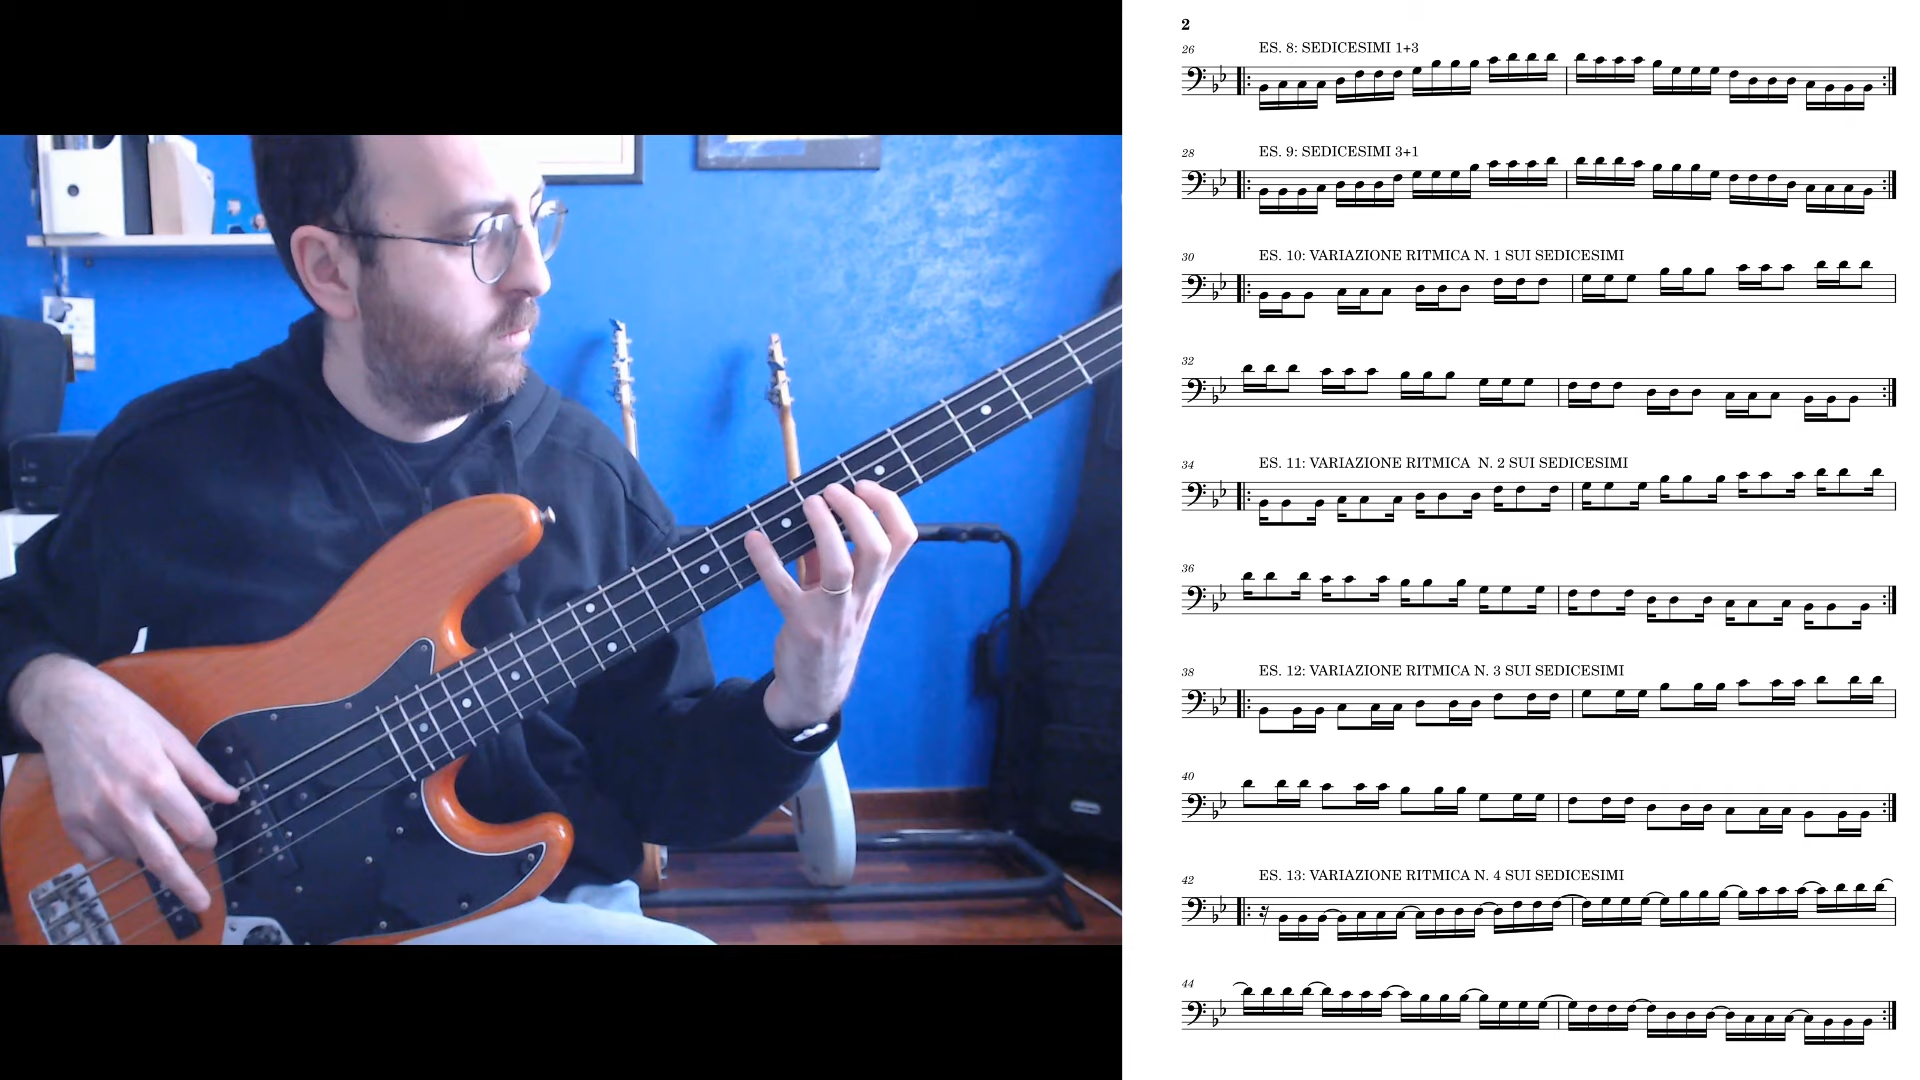 2
26
ES. 8: SEDICESIMI 1+3
28
ES. 9: SEDICESIMI 3+1
30
ES. 10: VARIAZIONE RITMICA N. 1 SUI SEDICESIMI
32
34
ES. 11: VARIAZIONE RITMICA  N. 2 SUI SEDICESIMI
36
38
ES. 12: VARIAZIONE RITMICA N. 3 SUI SEDICESIMI
40
42
ES. 13: VARIAZIONE RITMICA N. 4 SUI SEDICESIMI
44